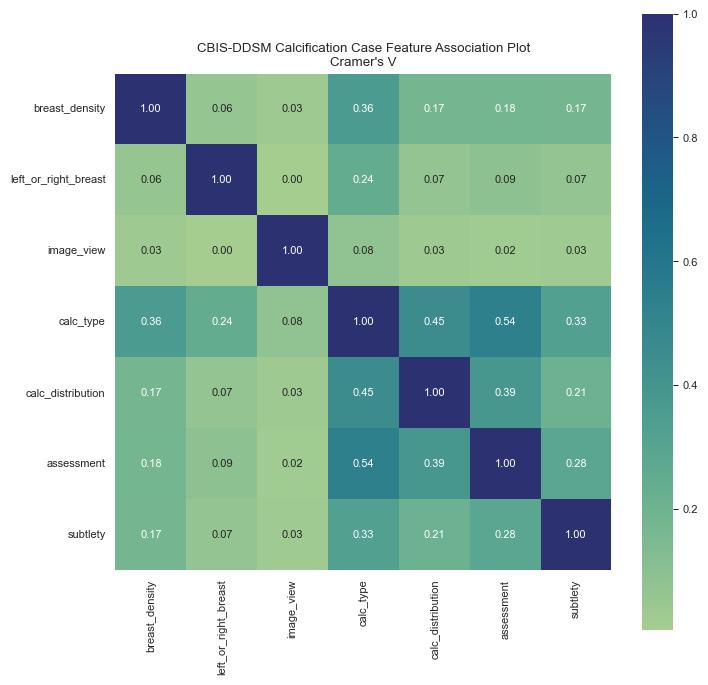 CBIS-DDSM Calcification Case Feature Association Plot
Cramer's V
breast_density 1.00 0.06 0.03 0.36 0.17 0.18 0.17
left_or_right_breast 0.06 1.00 0.00 0.24 0.07 0.09 0.07
image_view 0.03 0.00 1.00 0.08 0.03 0.02 0.03
calc_type 0.36 0.24 0.08 1.00 0.45 0.54 0.33
calc_distribution 0.17 0.07 0.03 0.45 1.00 0.39 0.21
assessment 0.18 0.09 0.02 0.54 0.39 1.00 0.28
subtlety 0.17 0.07 0.03 0.33 0.21 0.28 1.00
breast_density
left_or_right_breast
image_view
calc_type
calc_distribution
assessment
subtlety
1.0
0.8
0.6
0.4
0.2